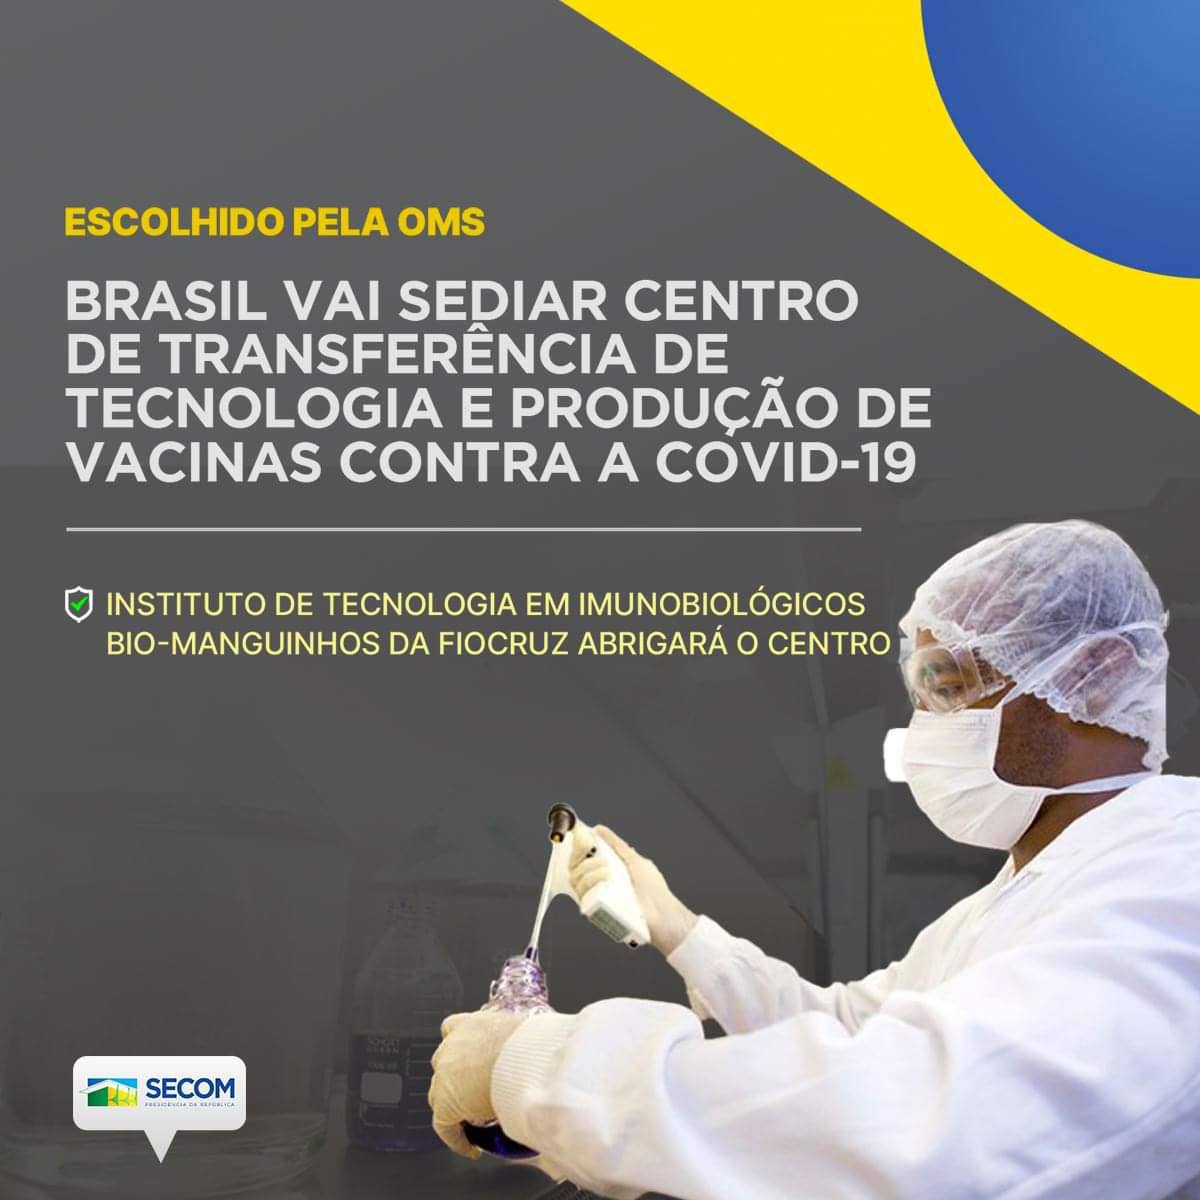 ESCOLHIDO PELA OMS
BRASIL VAI SEDIAR CENTRO
DE TRANSFERÊNCIA DE
TECNOLOGIA E PRODUÇÃO DE
VACINAS CONTRA A COVID-19
INSTITUTO DE TECNOLOGIA EM IMUNOBIOLÓGICOS
BIO-MANGUINHOS DA FIOCRUZ ABRIGARÁ O CENTRO
SECOM
PRESIDÊNCIA DA REPÚBLICA